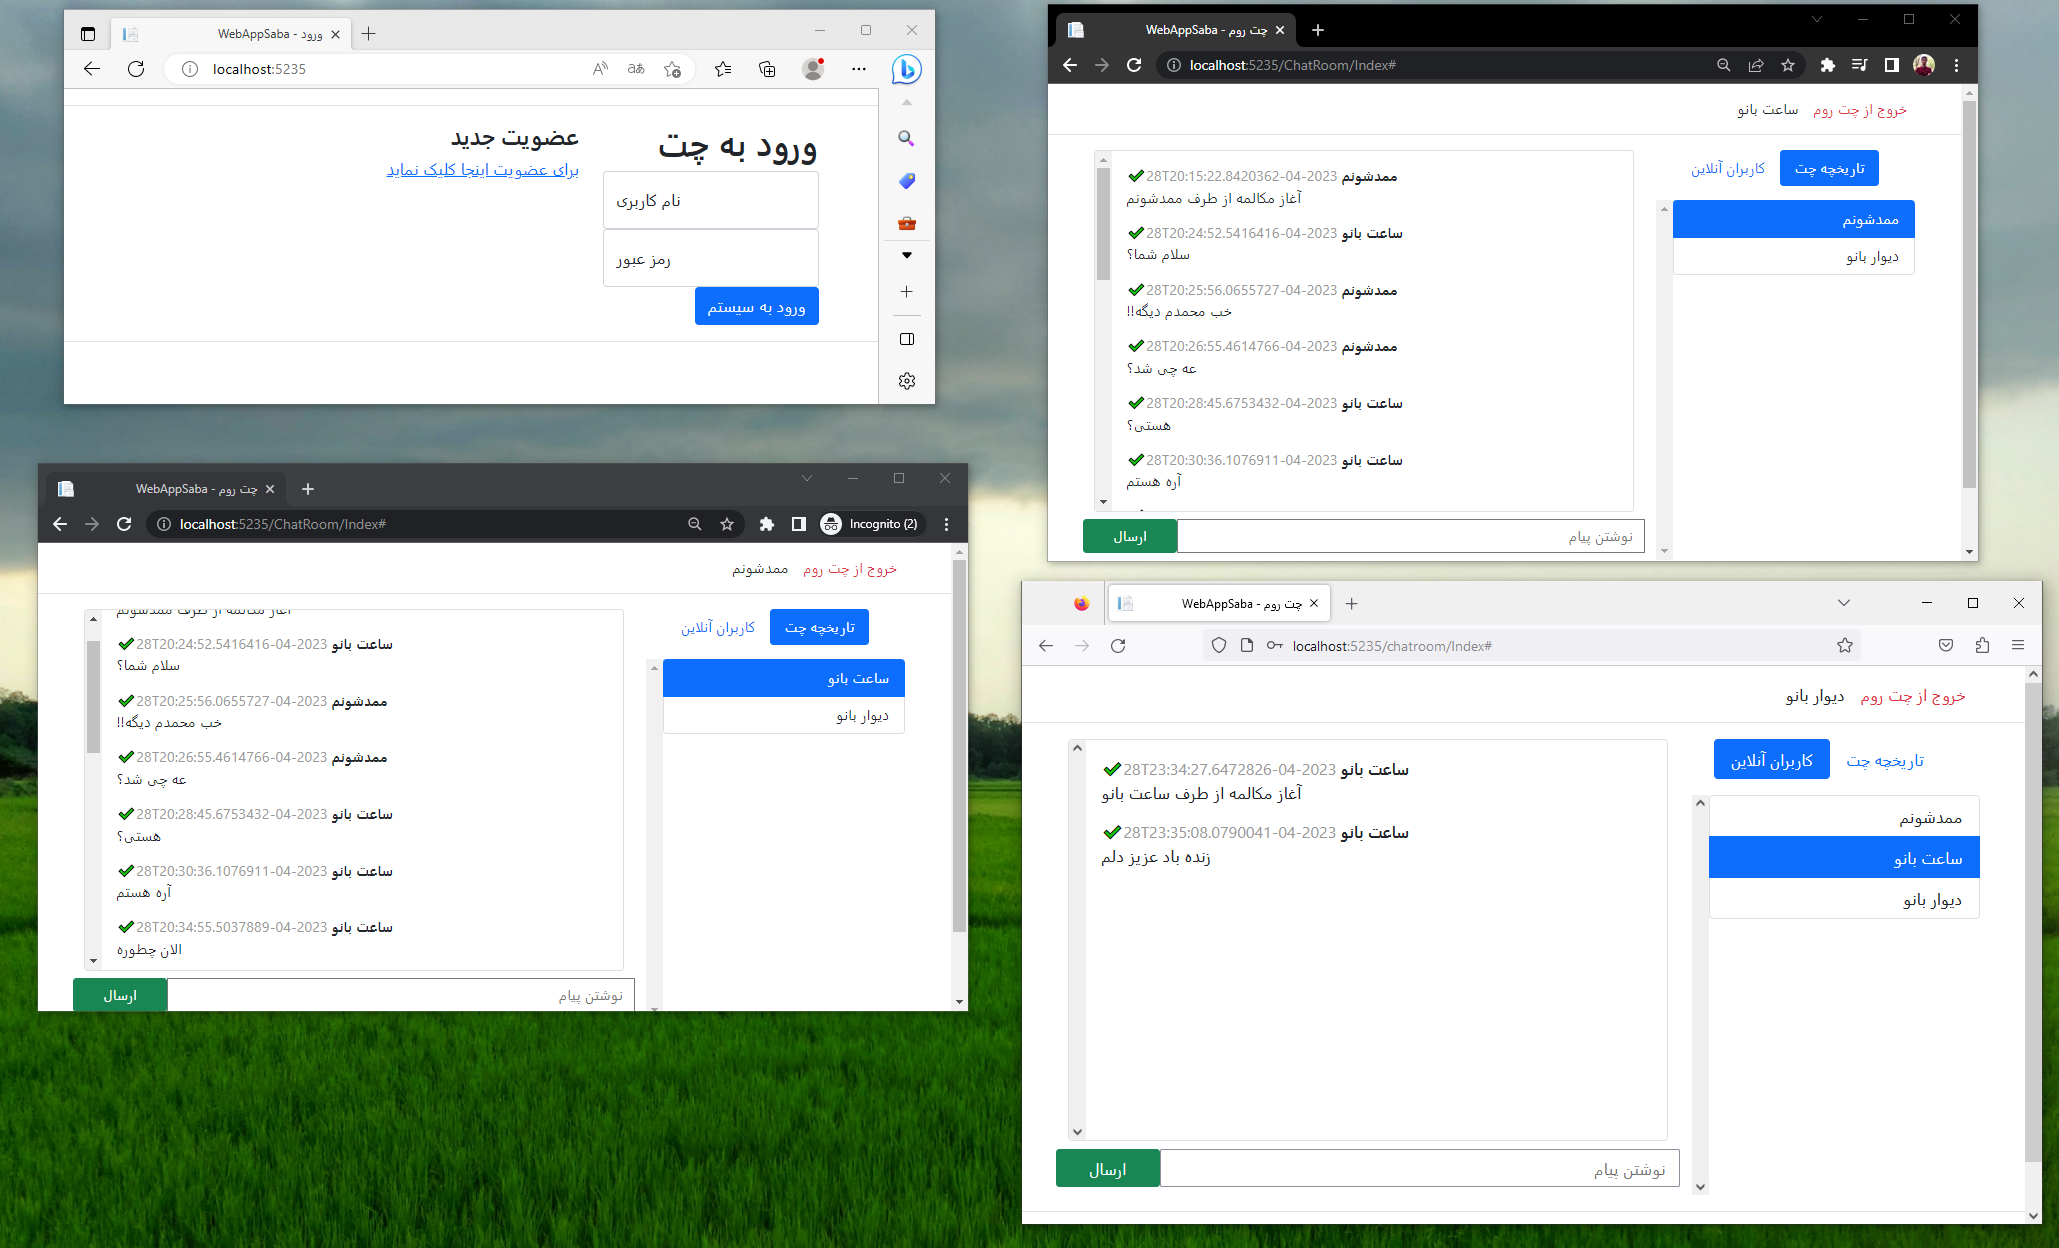 WebAppSaba - ورود
localhost:5235
ورود به چت
نام کاربری
رمز عبور
ورود به سیستم
عضویت جدید
برای عضویت اینجا کلیک نماید
WebAppSaba - چت روم
localhost:5235/ChatRoom/Index#
خروج از چت روم ساعت بانو
تاریخچه چت کاربران آنلاین
ممدشونم
دیوار بانو
ممدشونم 2023-04-28T20:15:22.8420362
آغاز مکالمه از طرف ممدشونم
ساعت بانو 2023-04-28T20:24:52.5416416
سلام شما؟
ممدشونم 2023-04-28T20:25:56.0655727
خب محمدم دیگه!!
ممدشونم 2023-04-28T20:26:55.4614766
عه چی شد؟
ساعت بانو 2023-04-28T20:28:45.6753432
هستی؟
ساعت بانو 2023-04-28T20:30:36.1076911
آره هستم
نوشتن پیام
ارسال
WebAppSaba - چت روم
localhost:5235/ChatRoom/Index#
Incognito (2)
خروج از چت روم ممدشونم
تاریخچه چت کاربران آنلاین
ساعت بانو
دیوار بانو
آغاز مکالمه از طرف ممدشونم
ساعت بانو 2023-04-28T20:24:52.5416416
سلام شما؟
ممدشونم 2023-04-28T20:25:56.0655727
خب محمدم دیگه!!
ممدشونم 2023-04-28T20:26:55.4614766
عه چی شد؟
ساعت بانو 2023-04-28T20:28:45.6753432
هستی؟
ساعت بانو 2023-04-28T20:30:36.1076911
آره هستم
ساعت بانو 2023-04-28T20:34:55.5037889
الان چطوره
نوشتن پیام
ارسال
WebAppSaba - چت روم
localhost:5235/chatroom/Index#
خروج از چت روم دیوار بانو
تاریخچه چت کاربران آنلاین
ممدشونم
ساعت بانو
دیوار بانو
ساعت بانو 2023-04-28T23:34:27.6472826
آغاز مکالمه از طرف ساعت بانو
ساعت بانو 2023-04-28T23:35:08.0790041
زنده باد عزیز دلم
نوشتن پیام
ارسال